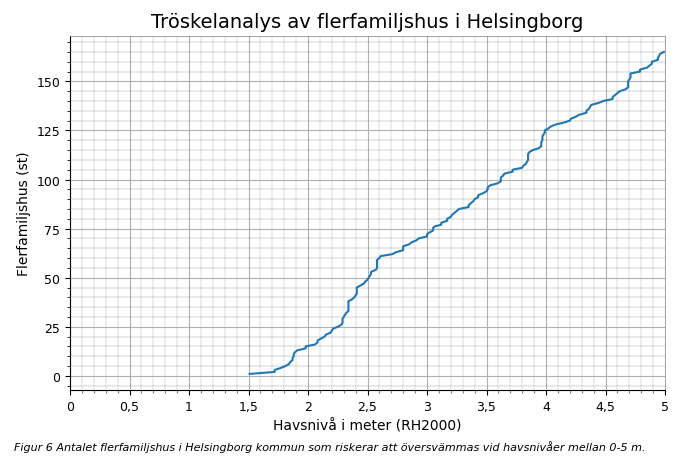 Tröskelanalys av flerfamiljshus i Helsingborg
Flerfamiljshus (st)
150
125
100
75
50
25
0
0 0,5 1 1,5 2 2,5 3 3,5 4 4,5 5
Havsnivå i meter (RH2000)
Figur 6 Antalet flerfamiljshus i Helsingborg kommun som riskerar att översvämmas vid havsnivåer mellan 0-5 m.